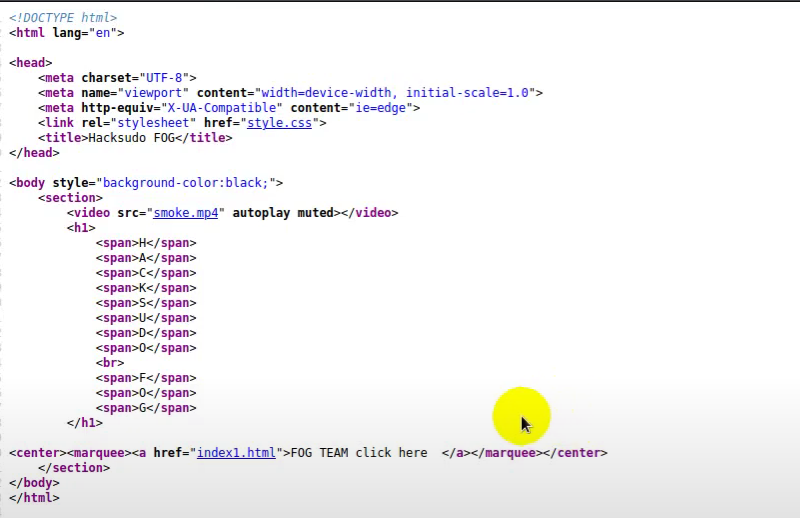 <!DOCTYPE html>
<html lang="en">
<head>
<meta charset="UTF-8">
<meta name="viewport" content="width=device-width, initial-scale=1.0">
<meta http-equiv="X-UA-Compatible" content="ie=edge">
<link rel="stylesheet" href="style.css">
<title>Hacksudo FOG</title>
</head>
<body style="background-color:black;">
<section>
<video src="smoke.mp4" autoplay muted></video>
<h1>
<span>H</span>
<span>A</span>
<span>C</span>
<span>K</span>
<span>S</span>
<span>U</span>
<span>D</span>
<span>O</span>
<br>
<span>F</span>
<span>O</span>
<span>G</span>
</h1>
<center><marquee><a href="index1.html">FOG TEAM click here  </a></marquee></center>
</section>
</body>
</html>